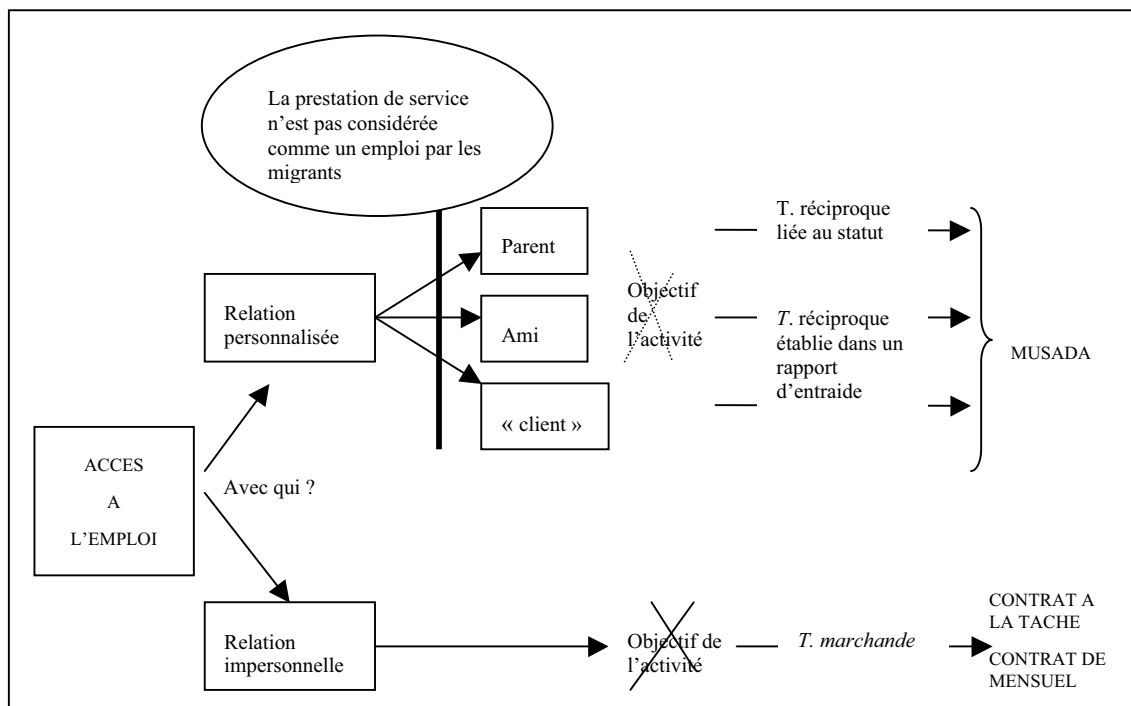 La prestation de service
n’est pas considérée
comme un emploi par les
migrants
Parent
T. réciproque
liée au statut
Relation
personnalisée
Ami
Objectif
de
l’activité
T. réciproque
établie dans un
rapport
d’entraide
MUSADA
« client »
ACCES
A
L’EMPLOI
Avec qui ?
Relation
impersonnelle
Objectif de
l’activité
T. marchande
CONTRAT A
LA TACHE
CONTRAT DE
MENSUEL